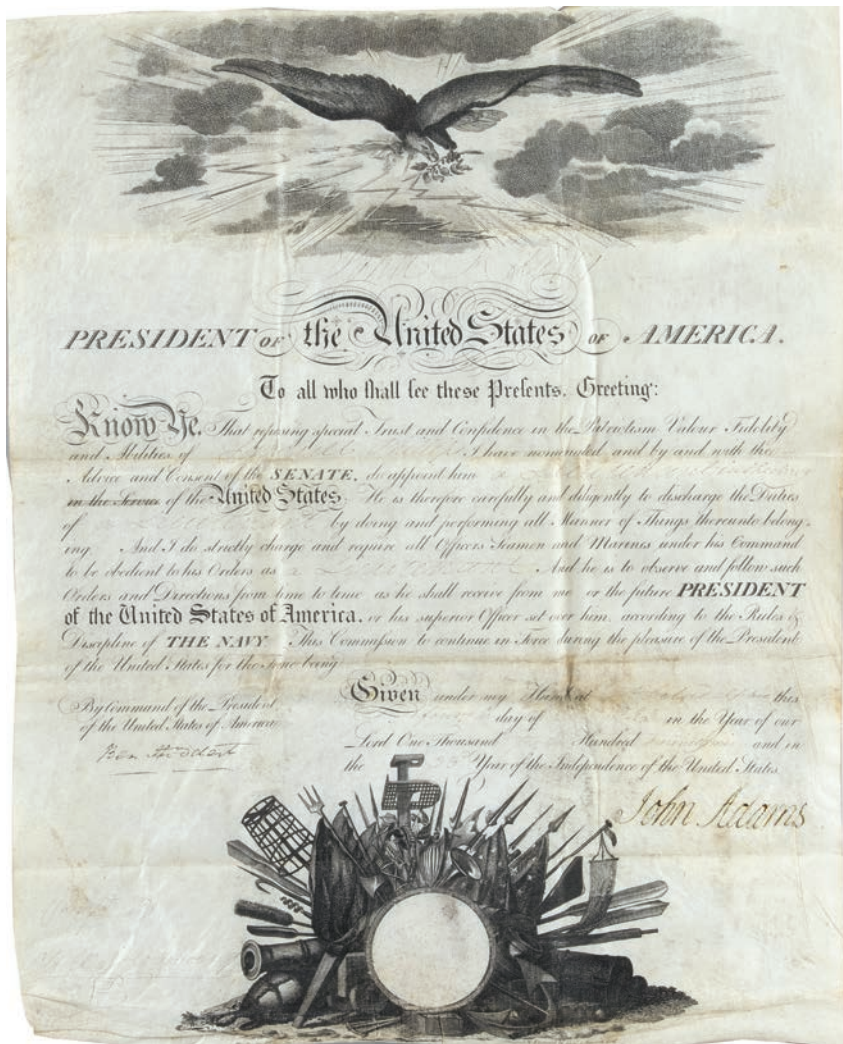 PRESIDENT OF the United States OF AMERICA.
To all who shall see these Presents, Greeting:
Know Ye, That reposing special Trust and Confidence in the Patriotism Valour Fidelity
and Abilities of I have nominated, and by and with the
Advice and Consent of the SENATE, do appoint him a
in the Service of the United States: He is therefore carefully and diligently to discharge the Duties
of a Lieutenant by doing and performing all Manner of Things thereunto belong-
ing. And I do strictly charge and require all Officers Seamen and Marines under his Command
to be obedient to his Orders as a Lieutenant. And he is to observe and follow such
Orders and Directions from time to time as he shall receive from me or the future PRESIDENT
of the United States of America, or his superior Officer set over him, according to the Rules &
Discipline of THE NAVY. This Commission to continue in Force during the pleasure of the President
of the United States for the time being.
Given under my Hand at this
day of in the Year of our
Lord One Thousand Hundred and in
the 23 Year of the Independence of the United States
By Command of the President
of the United States of America
Ben Stoddert
John Adams